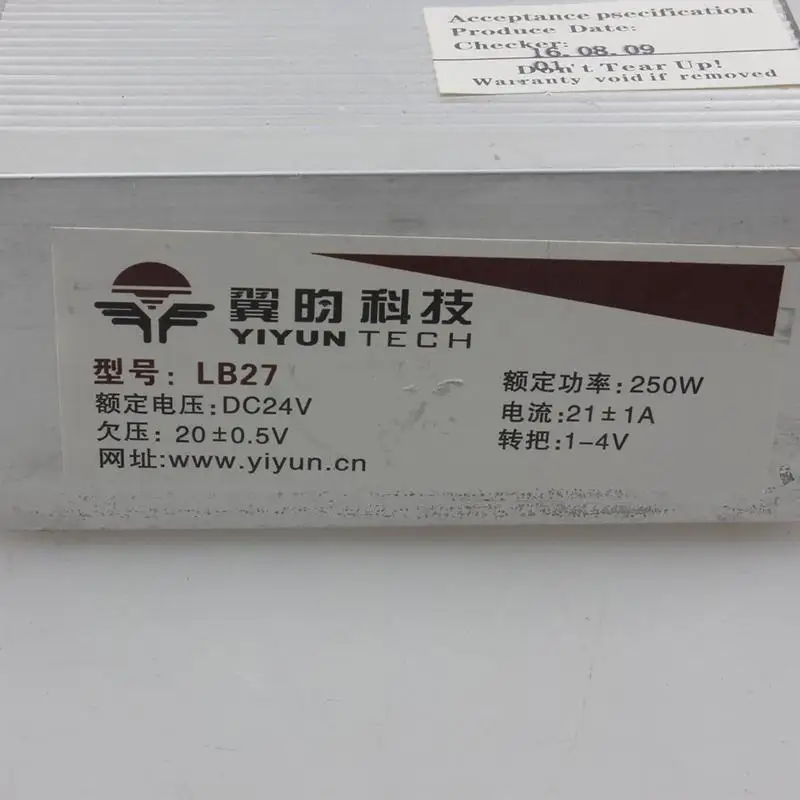 Acceptance psecification
Produce Date:
Checker:
16.08.09
01
Don't Tear Up!
Warranty void if removed
翼昀科技
YIYUN TECH
型号: LB27
额定电压:DC24V
欠压: 20±0.5V
网址:www.yiyun.cn
额定功率:250W
电流:21±1A
转把:1-4V